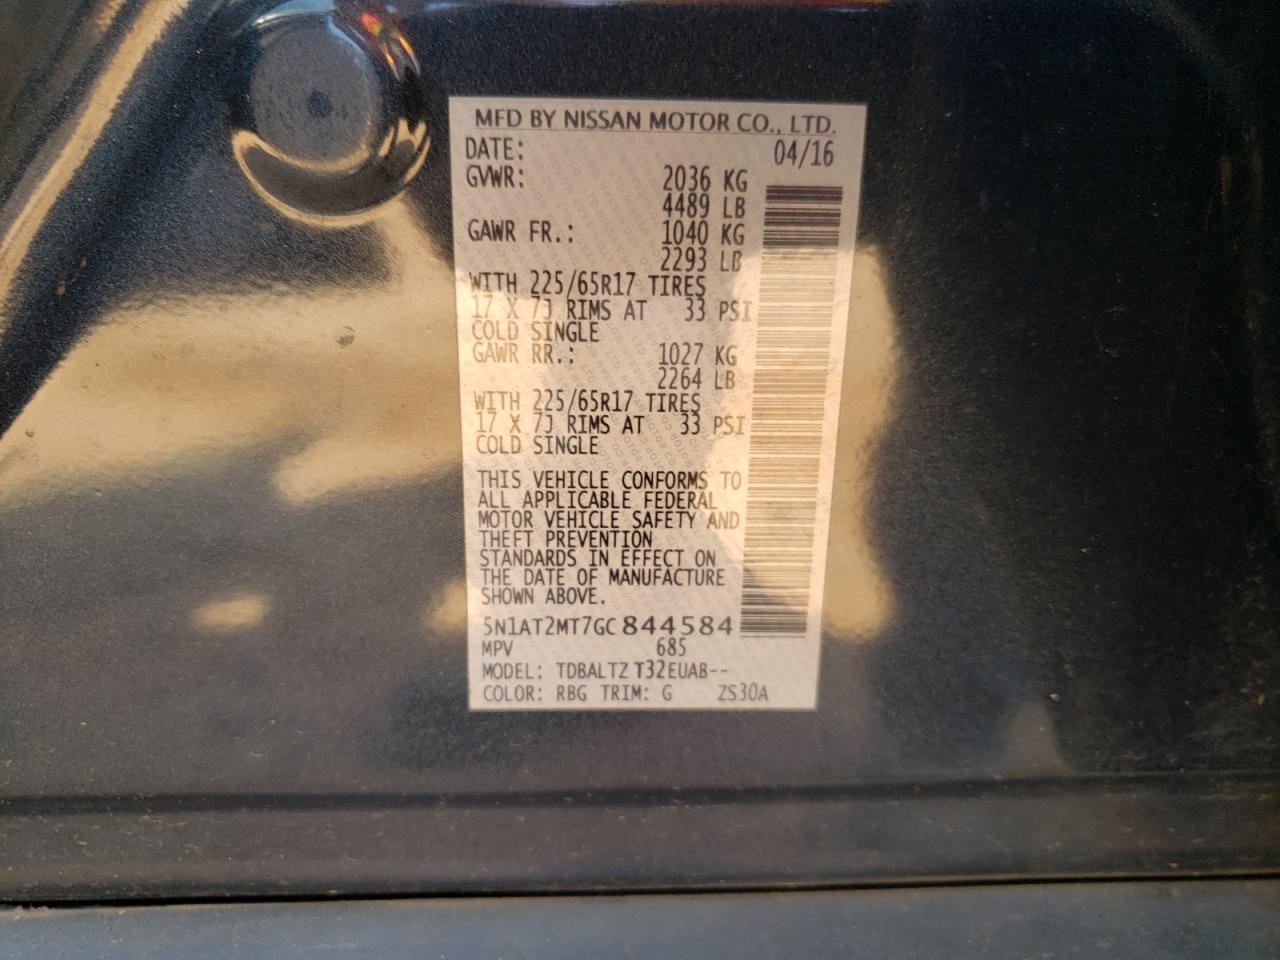 MFD BY NISSAN MOTOR CO., LTD.
DATE: 04/16
GVWR: 2036 KG
4489 LB
GAWR FR.: 1040 KG
2293 LB
WITH 225/65R17 TIRES
17 X 7J RIMS AT 33 PSI
COLD SINGLE
GAWR RR.: 1027 KG
2264 LB
WITH 225/65R17 TIRES
17 X 7J RIMS AT 33 PSI
COLD SINGLE
THIS VEHICLE CONFORMS TO
ALL APPLICABLE FEDERAL
MOTOR VEHICLE SAFETY AND
THEFT PREVENTION
STANDARDS IN EFFECT ON
THE DATE OF MANUFACTURE
SHOWN ABOVE.
5N1AT2MT7GC844584
MPV 685
MODEL: TDBALTZ T32EUAB--
COLOR: RBG TRIM: G ZS30A